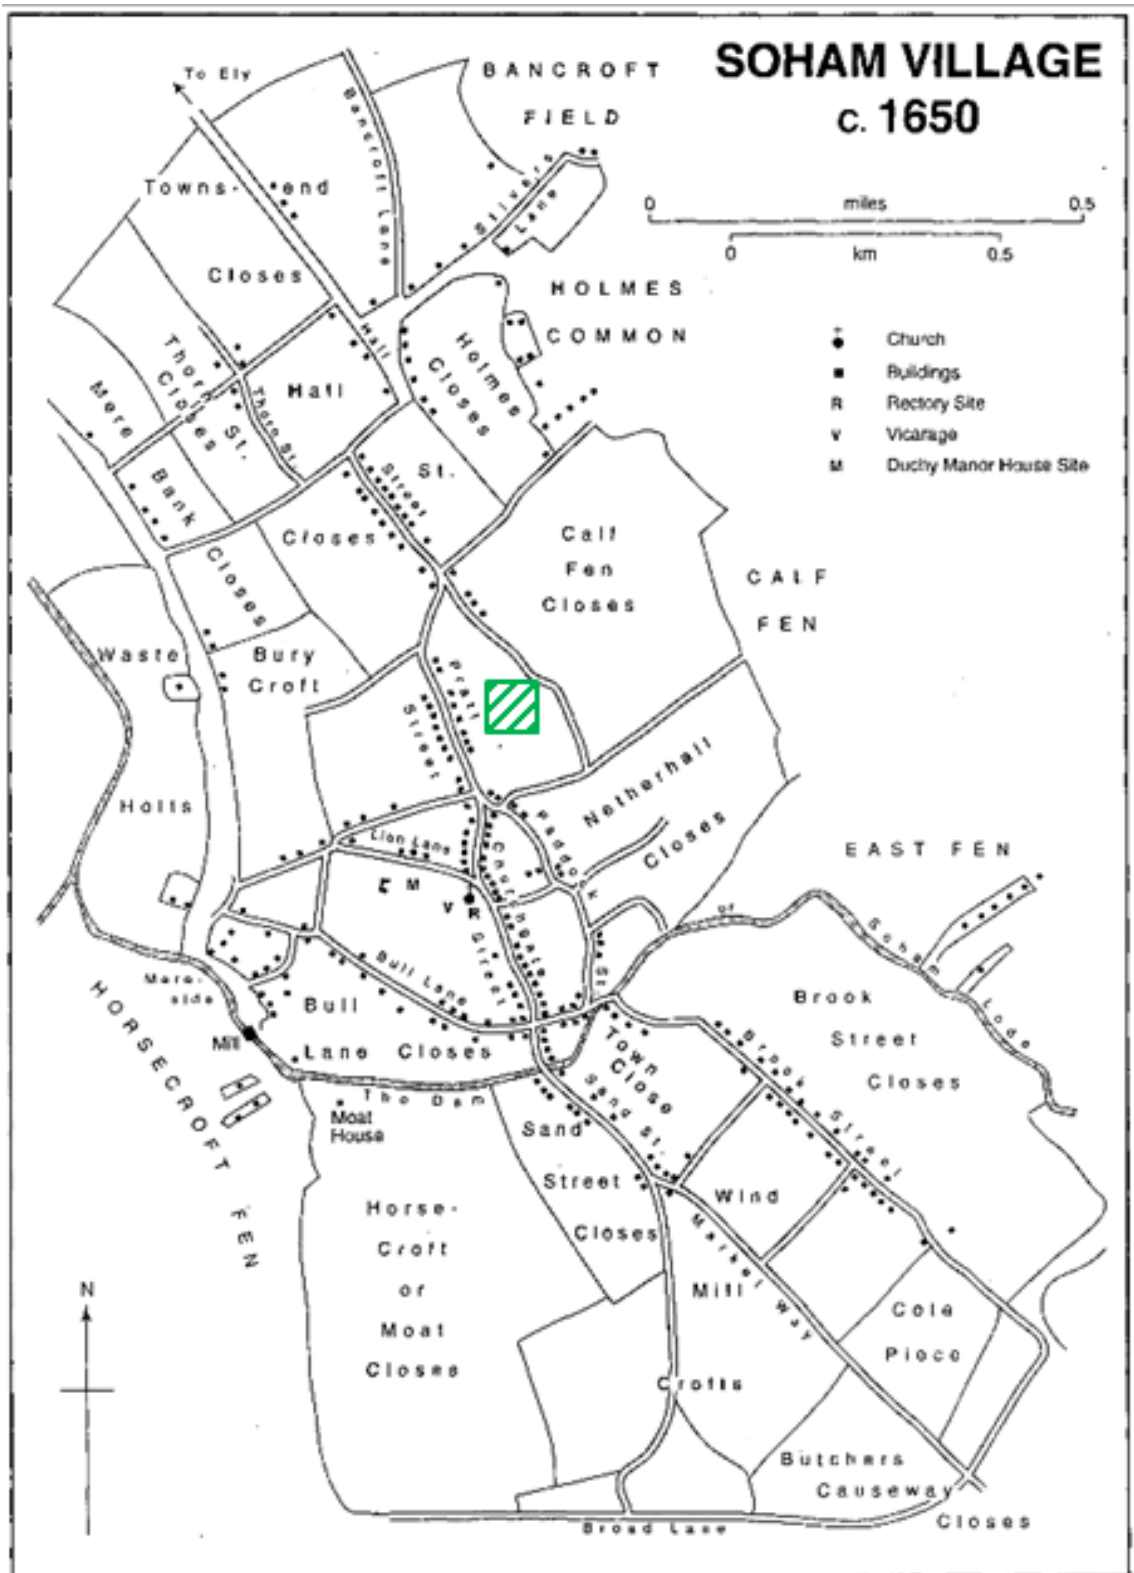 SOHAM VILLAGE
C. 1650
To Ely
BANCROFT
FIELD
Bancroft Lane
Towns-end
Closes
Stilvers
Lane
0 miles 0.5
0 km 0.5
HOLMES
COMMON
Church
Buildings
R Rectory Site
V Vicarage
M Duchy Manor House Site
Hall
Holmes
Closes
Thorn St.
Closes
Thorn St.
Hall
St.
Street
Mere
Bank
Closes
Closes
Calf
Fen
Closes
CALF
FEN
Waste
Bury
Croft
Pratt
Street
Netherhall
Closes
Holts
Lion Lane
Paddock
St
Churchgate
Street
M
V R
EAST FEN
of
Soham
Lode
Bull Lane
Mere-
side
Mill
Bull
Lane Closes
HORSECROFT FEN
Brook
Street
Closes
Town
Close
Brook Street
The Dam
Moat
House
Sand St.
Sand
Street
Closes
Wind
Mill
Crofts
Market Way
Horse-
Croft
or
Moat
Closes
Cole
Piece
N
Butchers
Causeway
Closes
Broad Lane